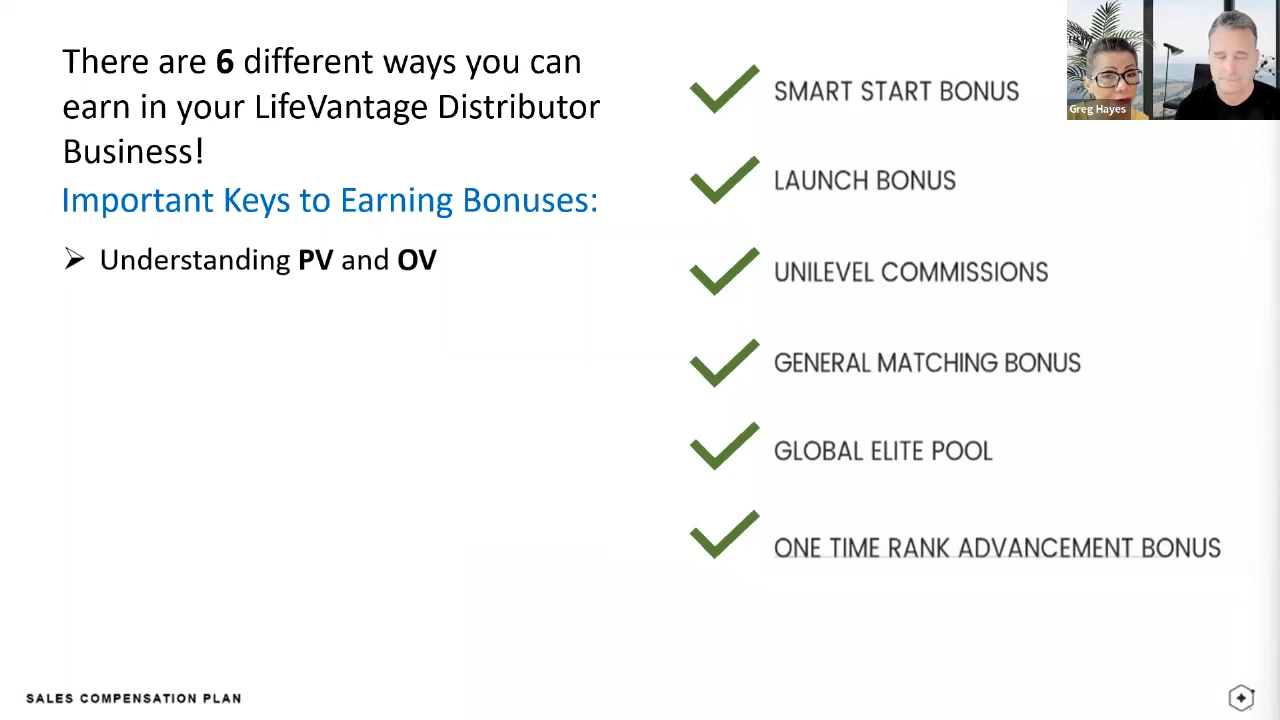 There are 6 different ways you can
earn in your LifeVantage Distributor
Business!
Important Keys to Earning Bonuses:
➢ Understanding PV and OV
SMART START BONUS
LAUNCH BONUS
UNILEVEL COMMISSIONS
GENERAL MATCHING BONUS
GLOBAL ELITE POOL
ONE TIME RANK ADVANCEMENT BONUS
Greg Hayes
SALES COMPENSATION PLAN